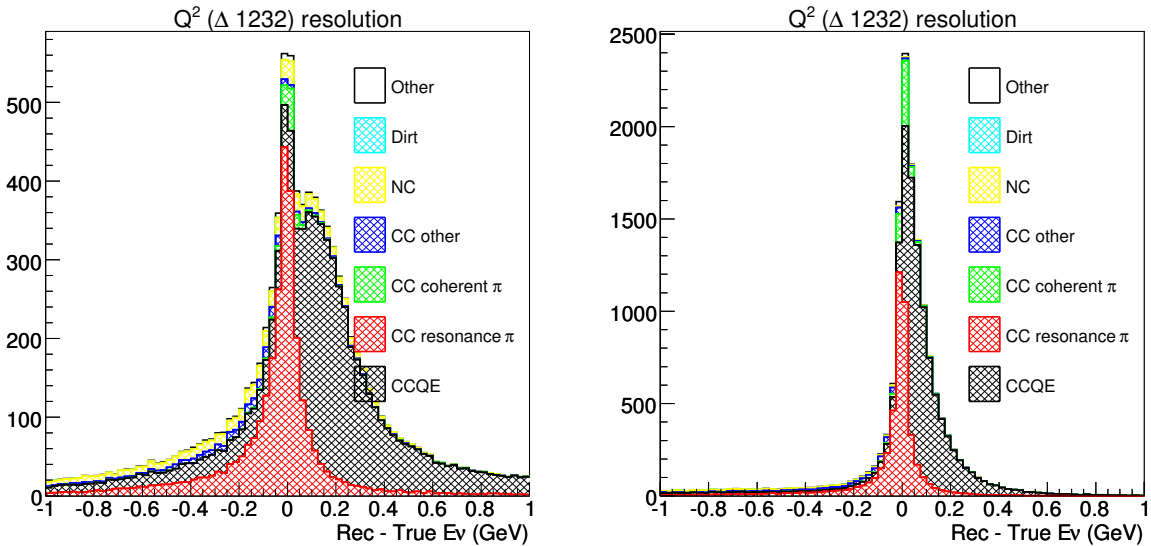 Q² (Δ 1232) resolution
500
400
300
200
100
0
-1 -0.8 -0.6 -0.4 -0.2 0 0.2 0.4 0.6 0.8 1
Rec - True Eν (GeV)
Other
Dirt
NC
CC other
CC coherent π
CC resonance π
CCQE
Q² (Δ 1232) resolution
2500
2000
1500
1000
500
0
-1 -0.8 -0.6 -0.4 -0.2 0 0.2 0.4 0.6 0.8 1
Rec - True Eν (GeV)
Other
Dirt
NC
CC other
CC coherent π
CC resonance π
CCQE